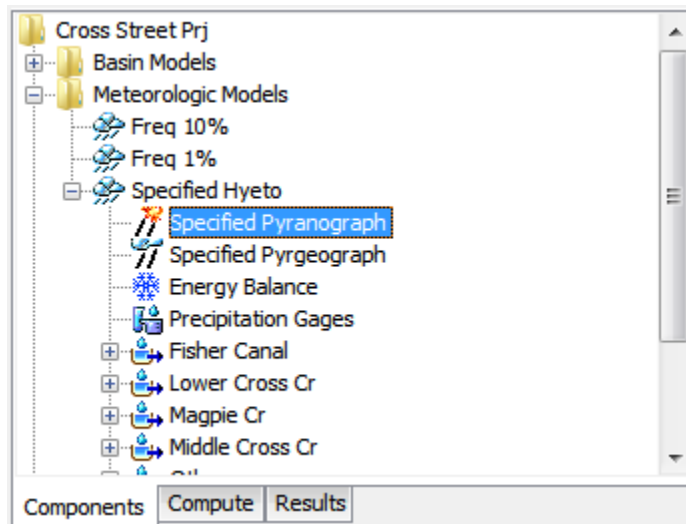 Cross Street Prj
Basin Models
Meteorologic Models
Freq 10%
Freq 1%
Specified Hyeto
Specified Pyranograph
Specified Pyrgeograph
Energy Balance
Precipitation Gages
Fisher Canal
Lower Cross Cr
Magpie Cr
Middle Cross Cr
Components Compute Results